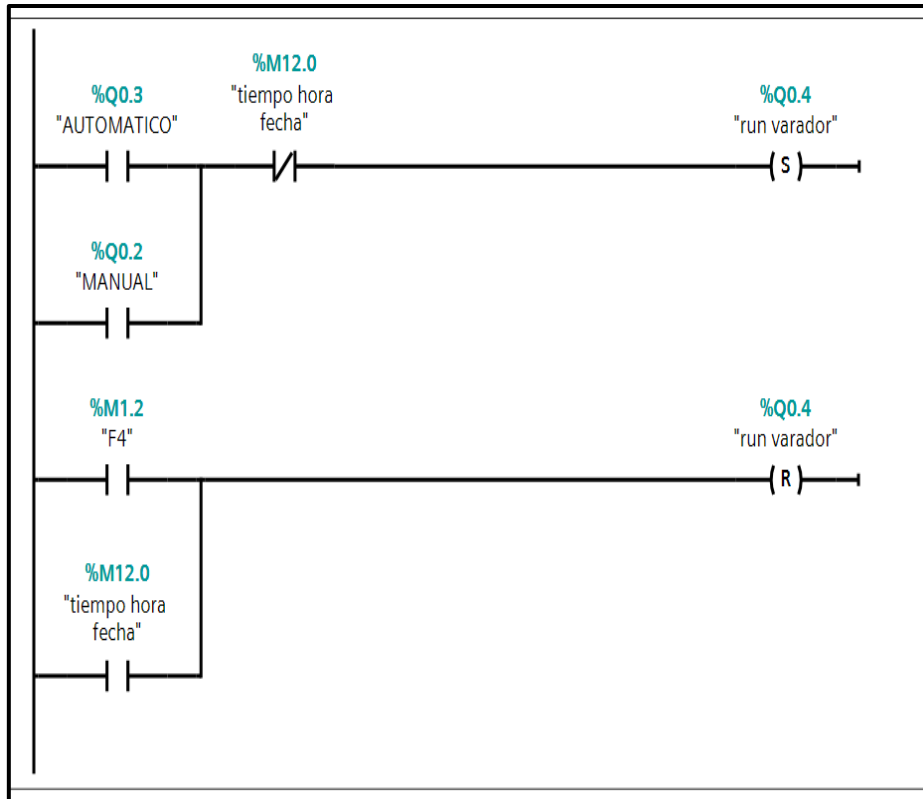 %M12.0
"tiempo hora
fecha"
%Q0.3
"AUTOMATICO"
%Q0.4
"run varador"
S
%Q0.2
"MANUAL"
%M1.2
"F4"
%Q0.4
"run varador"
R
%M12.0
"tiempo hora
fecha"